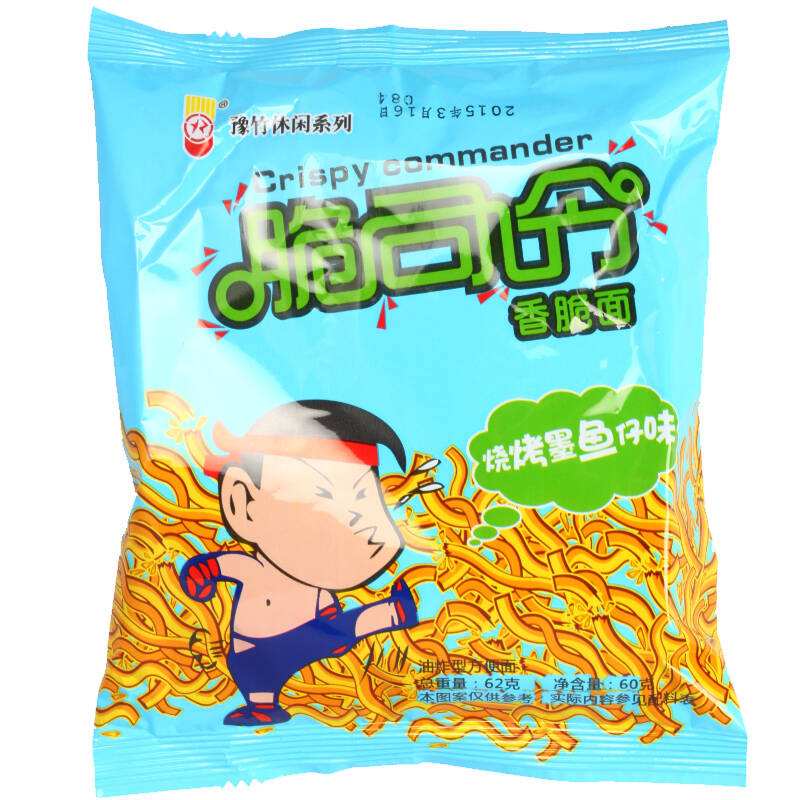 豫竹休闲系列
2015年3月16日
084
Crispy commander
脆司令
香脆面
烧烤墨鱼仔味
油炸型方便面
总重量：62克 净含量：60克
本图案仅供参考，实际内容参见配料表